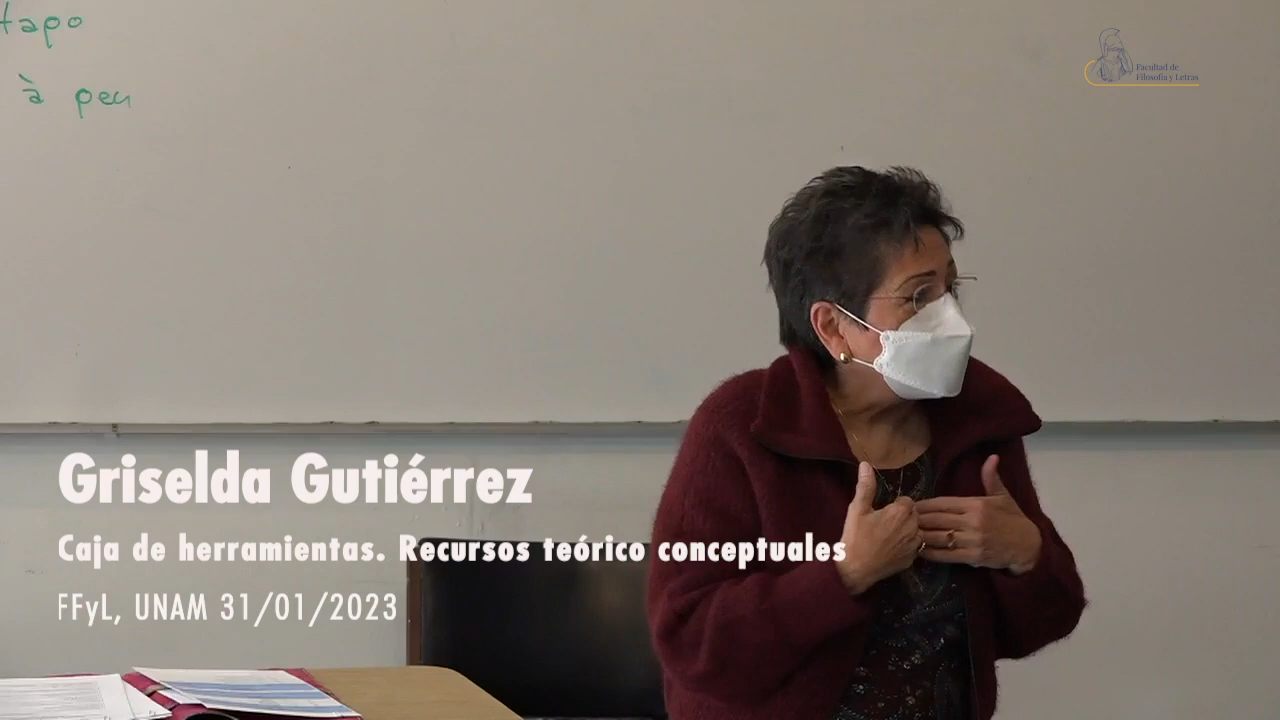 tapo
à peu
Facultad de
Filosofía y Letras
Griselda Gutiérrez
Caja de herramientas. Recursos teórico conceptuales
FFyL, UNAM 31/01/2023